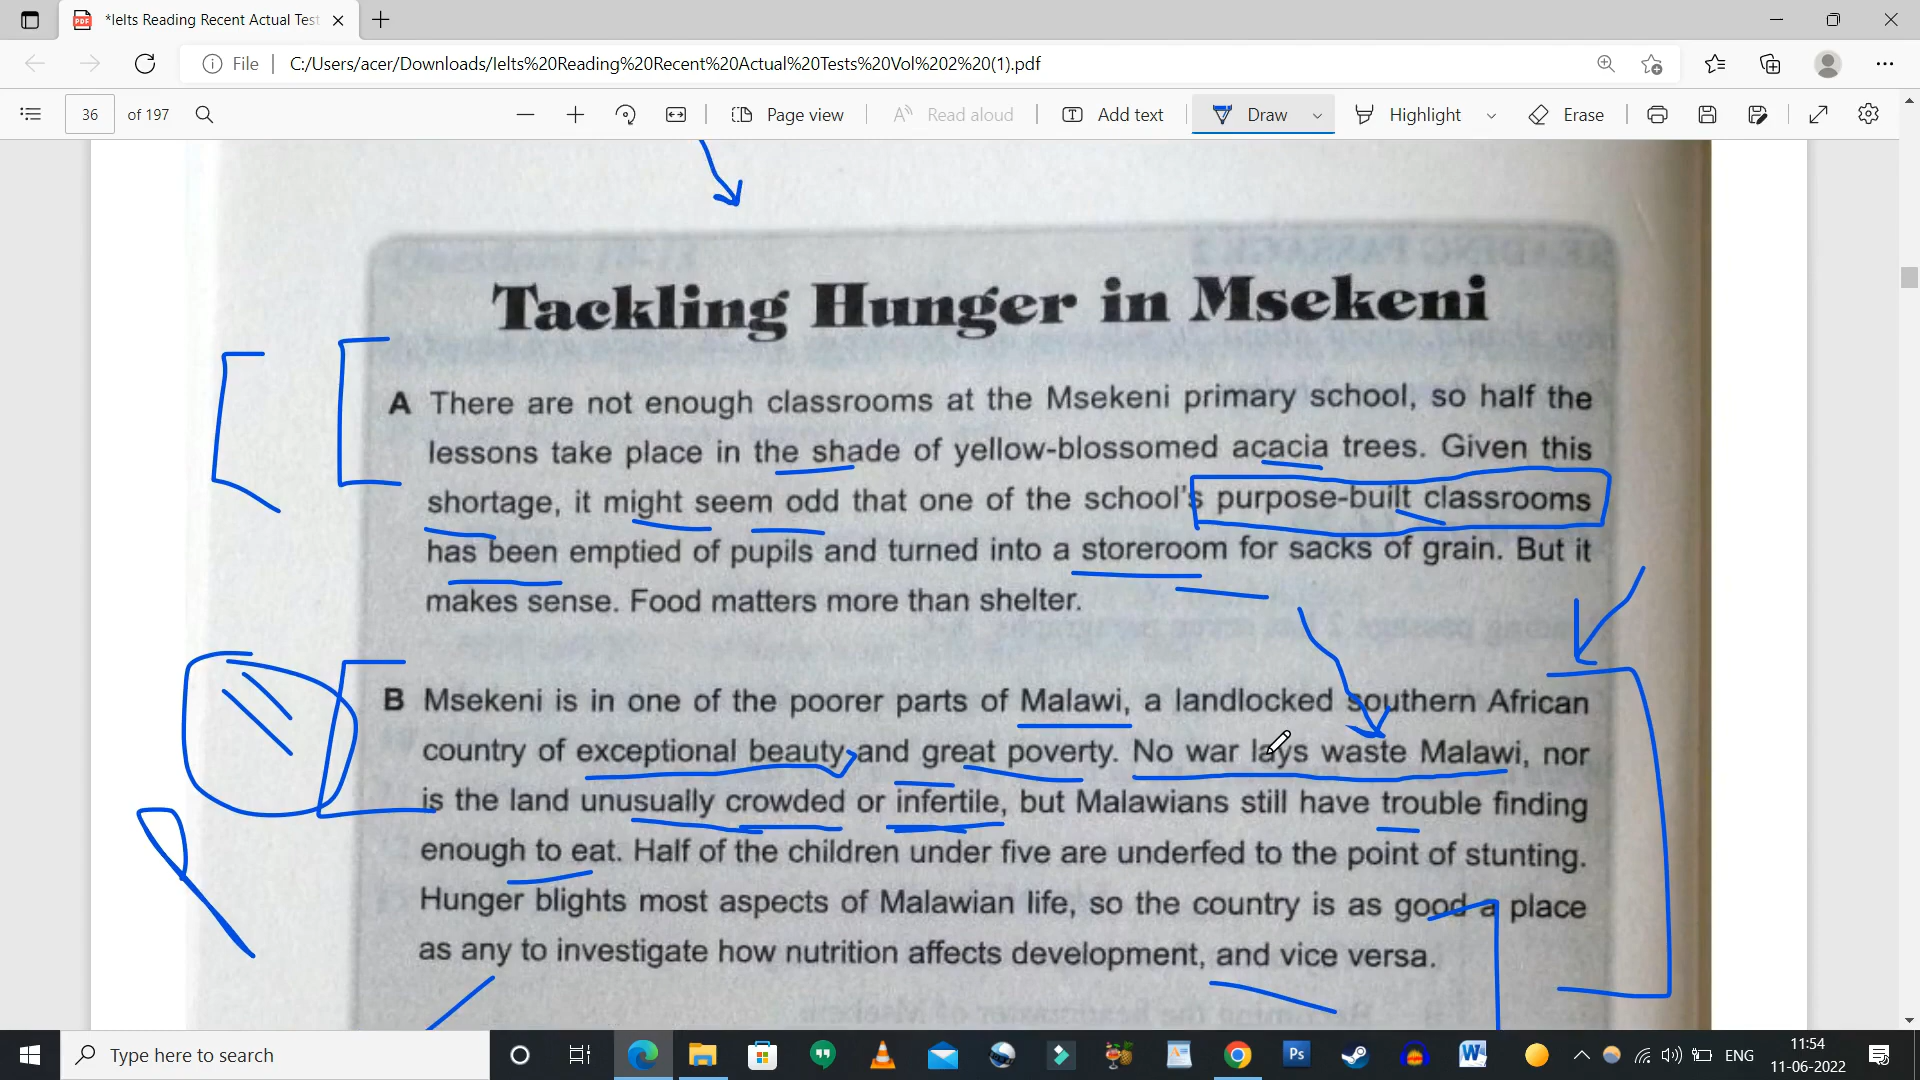 *Ielts Reading Recent Actual Test
File
C:/Users/acer/Downloads/Ielts%20Reading%20Recent%20Actual%20Tests%20Vol%202%20(1).pdf
36 of 197
Page view
Read aloud
Add text
Draw
Highlight
Erase
Tackling Hunger in Msekeni
A There are not enough classrooms at the Msekeni primary school, so half the
lessons take place in the shade of yellow-blossomed acacia trees. Given this
shortage, it might seem odd that one of the school's purpose-built classrooms
has been emptied of pupils and turned into a storeroom for sacks of grain. But it
makes sense. Food matters more than shelter.
B Msekeni is in one of the poorer parts of Malawi, a landlocked southern African
country of exceptional beauty and great poverty. No war lays waste Malawi, nor
is the land unusually crowded or infertile, but Malawians still have trouble finding
enough to eat. Half of the children under five are underfed to the point of stunting.
Hunger blights most aspects of Malawian life, so the country is as good a place
as any to investigate how nutrition affects development, and vice versa.
Type here to search
ENG
11:54
11-06-2022